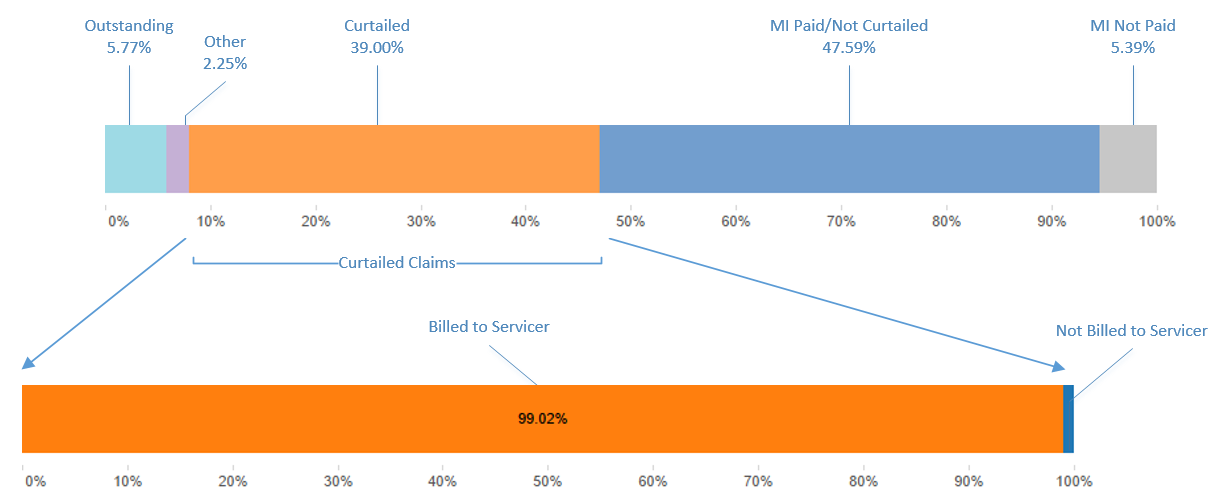 Outstanding
5.77%
Other
2.25%
Curtailed
39.00%
MI Paid/Not Curtailed
47.59%
MI Not Paid
5.39%
0% 10% 20% 30% 40% 50% 60% 70% 80% 90% 100%
Curtailed Claims
Billed to Servicer
Not Billed to Servicer
99.02%
0% 10% 20% 30% 40% 50% 60% 70% 80% 90% 100%